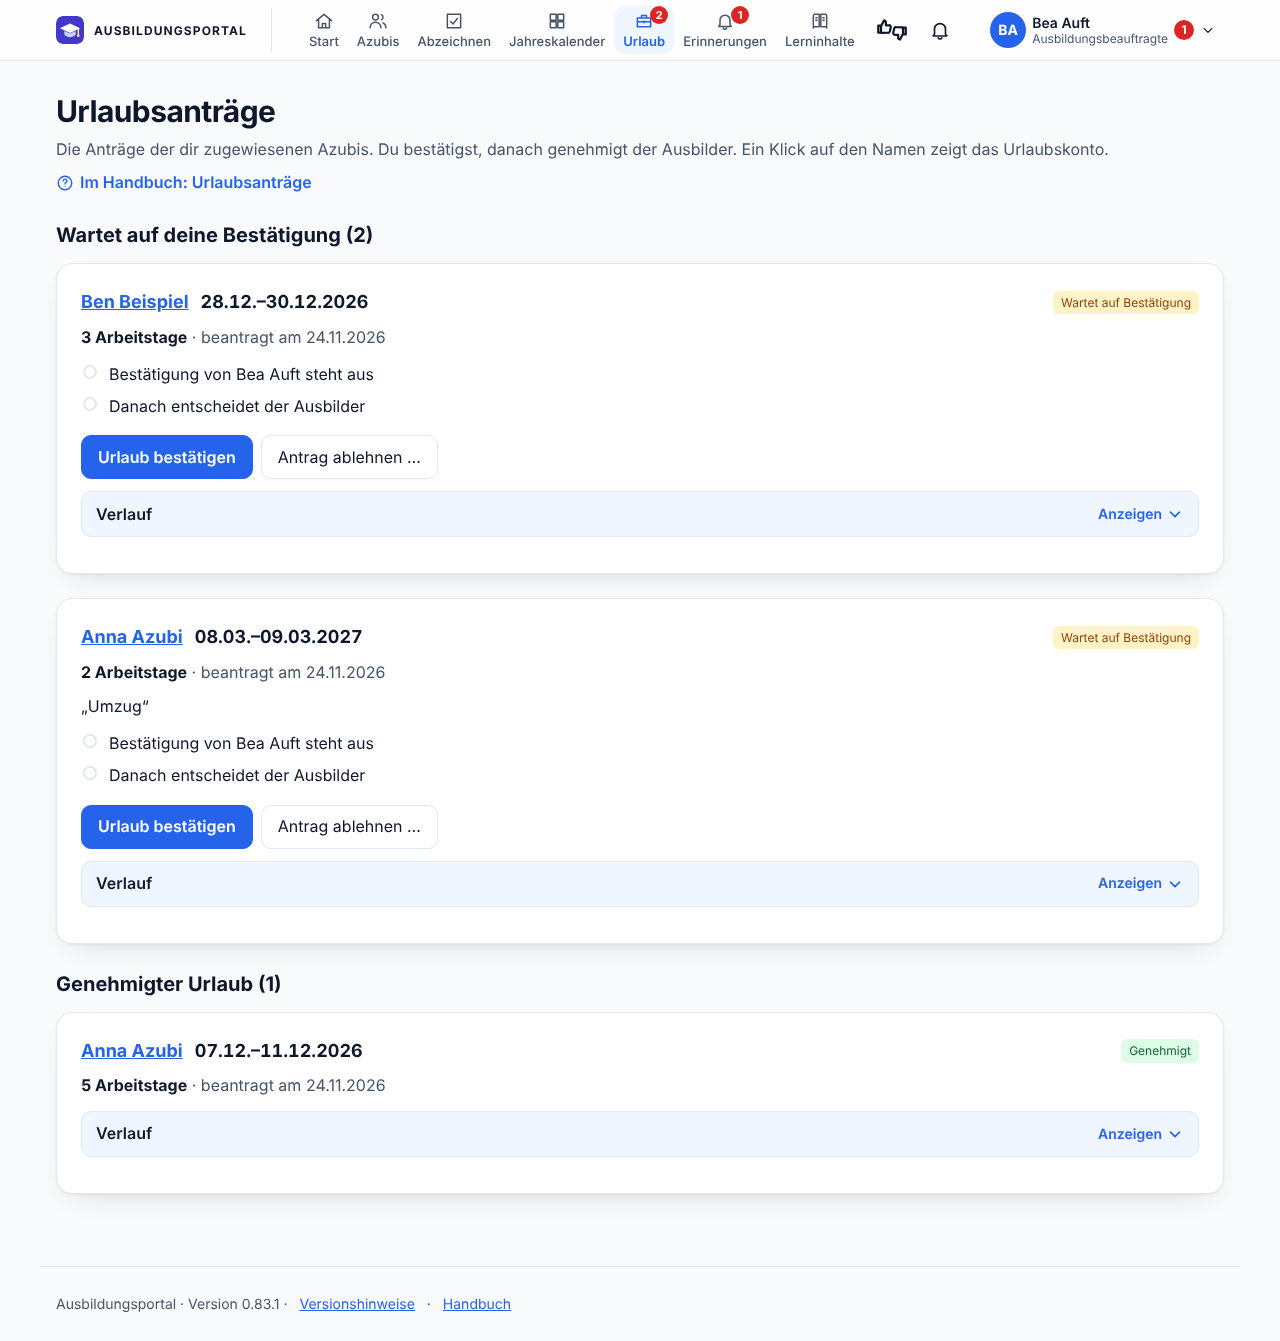 AUSBILDUNGSPORTAL
Start
Azubis
Abzeichnen
Jahreskalender
2
Urlaub
1
Erinnerungen
Lerninhalte
BA
Bea Auft
Ausbildungsbeauftragte
1
Urlaubsanträge
Die Anträge der dir zugewiesenen Azubis. Du bestätigst, danach genehmigt der Ausbilder. Ein Klick auf den Namen zeigt das Urlaubskonto.
Im Handbuch: Urlaubsanträge
Wartet auf deine Bestätigung (2)
Ben Beispiel 28.12.–30.12.2026
Wartet auf Bestätigung
3 Arbeitstage · beantragt am 24.11.2026
Bestätigung von Bea Auft steht aus
Danach entscheidet der Ausbilder
Urlaub bestätigen
Antrag ablehnen ...
Verlauf
Anzeigen
Anna Azubi 08.03.–09.03.2027
Wartet auf Bestätigung
2 Arbeitstage · beantragt am 24.11.2026
„Umzug“
Bestätigung von Bea Auft steht aus
Danach entscheidet der Ausbilder
Urlaub bestätigen
Antrag ablehnen ...
Verlauf
Anzeigen
Genehmigter Urlaub (1)
Anna Azubi 07.12.–11.12.2026
Genehmigt
5 Arbeitstage · beantragt am 24.11.2026
Verlauf
Anzeigen
Ausbildungsportal · Version 0.83.1 · Versionshinweise · Handbuch